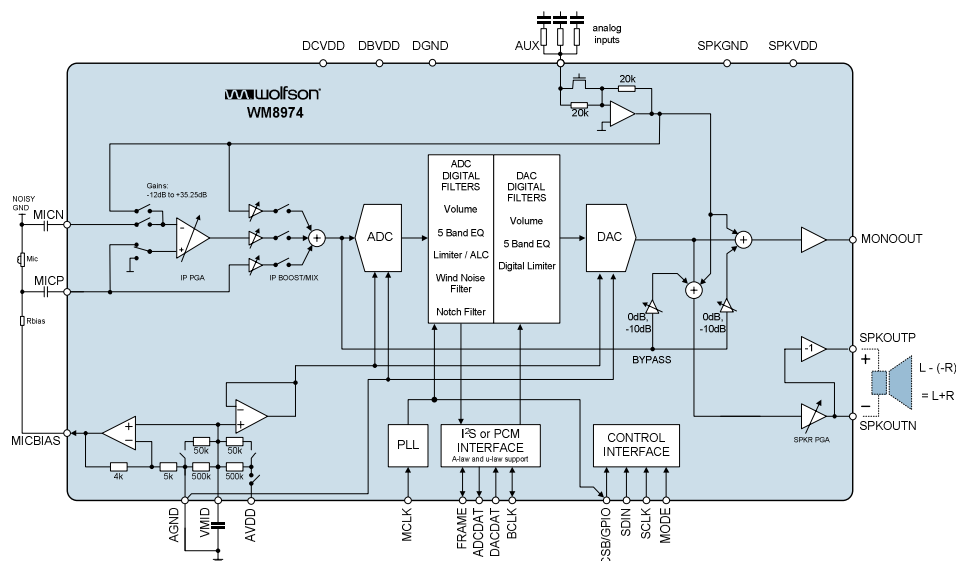 analog
inputs
DCVDD
DBVDD
DGND
AUX
SPKGND
SPKVDD
wolfson
WM8974
20k
20k
ADC
DIGITAL
FILTERS
Volume
5 Band EQ
Limiter / ALC
Wind Noise
Filter
Notch Filter
DAC
DIGITAL
FILTERS
Volume
5 Band EQ
Digital Limiter
Gains:
-12dB to +35.25dB
NOISY
GND
MICN
Mic
MICP
Rbias
-
+
IP PGA
IP BOOST/MIX
+
ADC
DAC
+
+
MONOOUT
0dB,
-10dB
0dB,
-10dB
BYPASS
-1
SPKOUTP
+
-
L - (-R)
= L+R
SPKOUTN
SPKR PGA
MICBIAS
+
-
-
+
4k
5k
50k
50k
500k
500k
PLL
I²S or PCM
INTERFACE
A-law and u-law support
CONTROL
INTERFACE
AGND
VMID
AVDD
MCLK
FRAME
ADCDAT
DACDAT
BCLK
CSB/GPIO
SDIN
SCLK
MODE